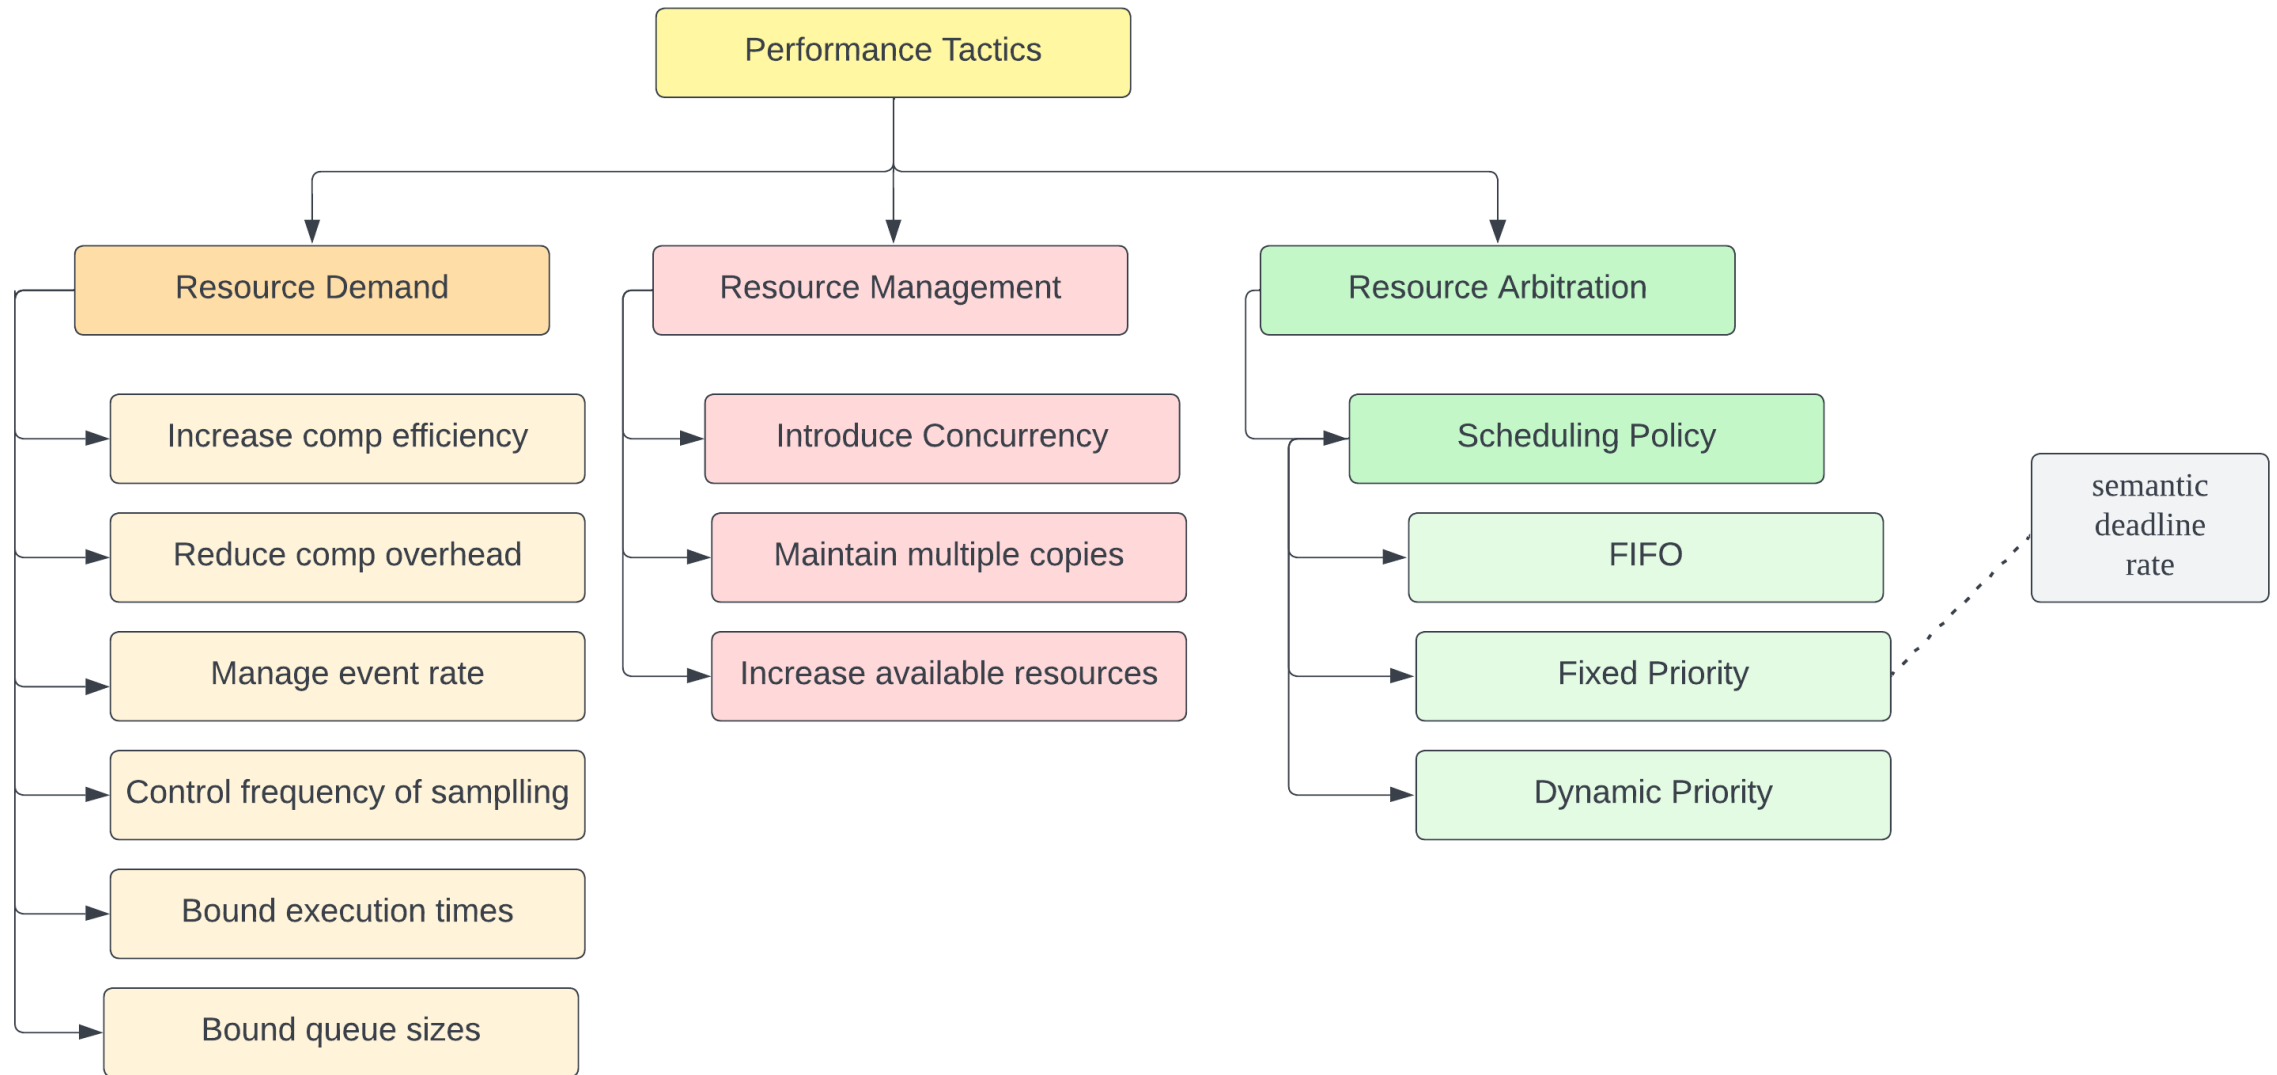 Performance Tactics
Resource Demand
Increase comp efficiency
Reduce comp overhead
Manage event rate
Control frequency of samplling
Bound execution times
Bound queue sizes
Resource Management
Introduce Concurrency
Maintain multiple copies
Increase available resources
Resource Arbitration
Scheduling Policy
FIFO
Fixed Priority
Dynamic Priority
semantic
deadline
rate